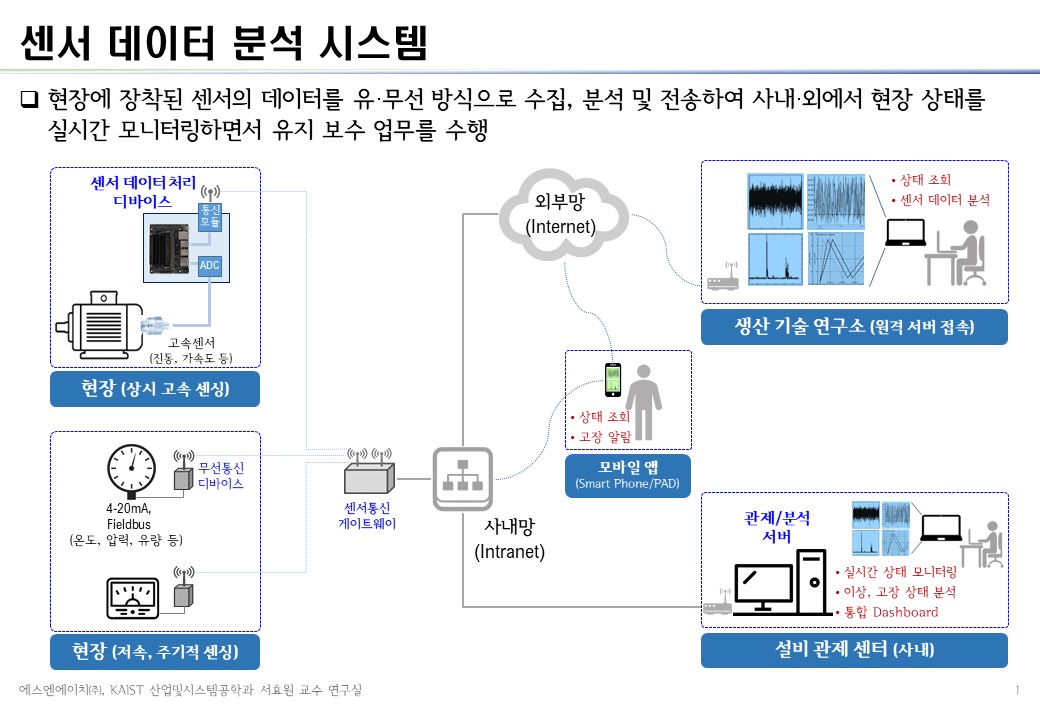 센서 데이터 분석 시스템
❑ 현장에 장착된 센서의 데이터를 유·무선 방식으로 수집, 분석 및 전송하여 사내·외에서 현장 상태를
실시간 모니터링하면서 유지 보수 업무를 수행
센서 데이터 처리
디바이스
통신
모듈
ADC
고속센서
(진동, 가속도 등)
현장 (상시 고속 센싱)
무선통신
디바이스
4-20mA,
Fieldbus
(온도, 압력, 유량 등)
현장 (저속, 주기적 센싱)
센서통신
게이트웨이
외부망
(Internet)
사내망
(Intranet)
• 상태 조회
• 고장 알람
모바일 앱
(Smart Phone/PAD)
• 상태 조회
• 센서 데이터 분석
생산 기술 연구소 (원격 서버 접속)
관제/분석
서버
• 실시간 상태 모니터링
• 이상, 고장 상태 분석
• 통합 Dashboard
설비 관제 센터 (사내)
에스엔에이치㈜, KAIST 산업및시스템공학과 서효원 교수 연구실
1